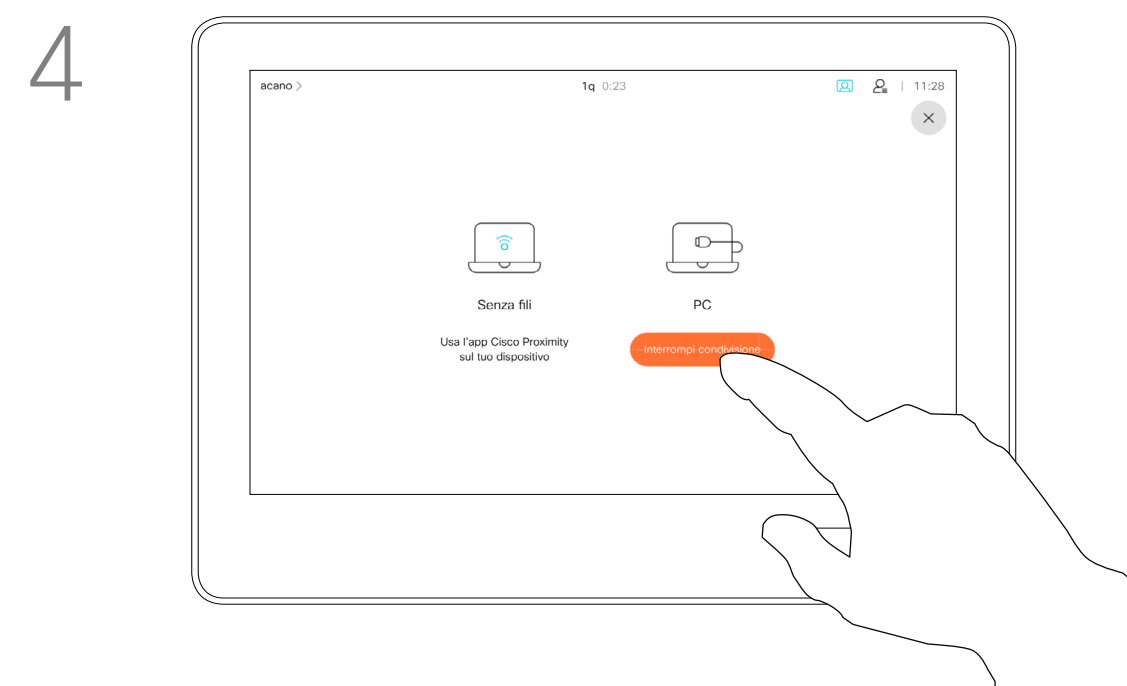 4
acano >
1q 0:23
11:28
Senza fili
PC
Usa l'app Cisco Proximity
sul tuo dispositivo
Interrompi condivisione